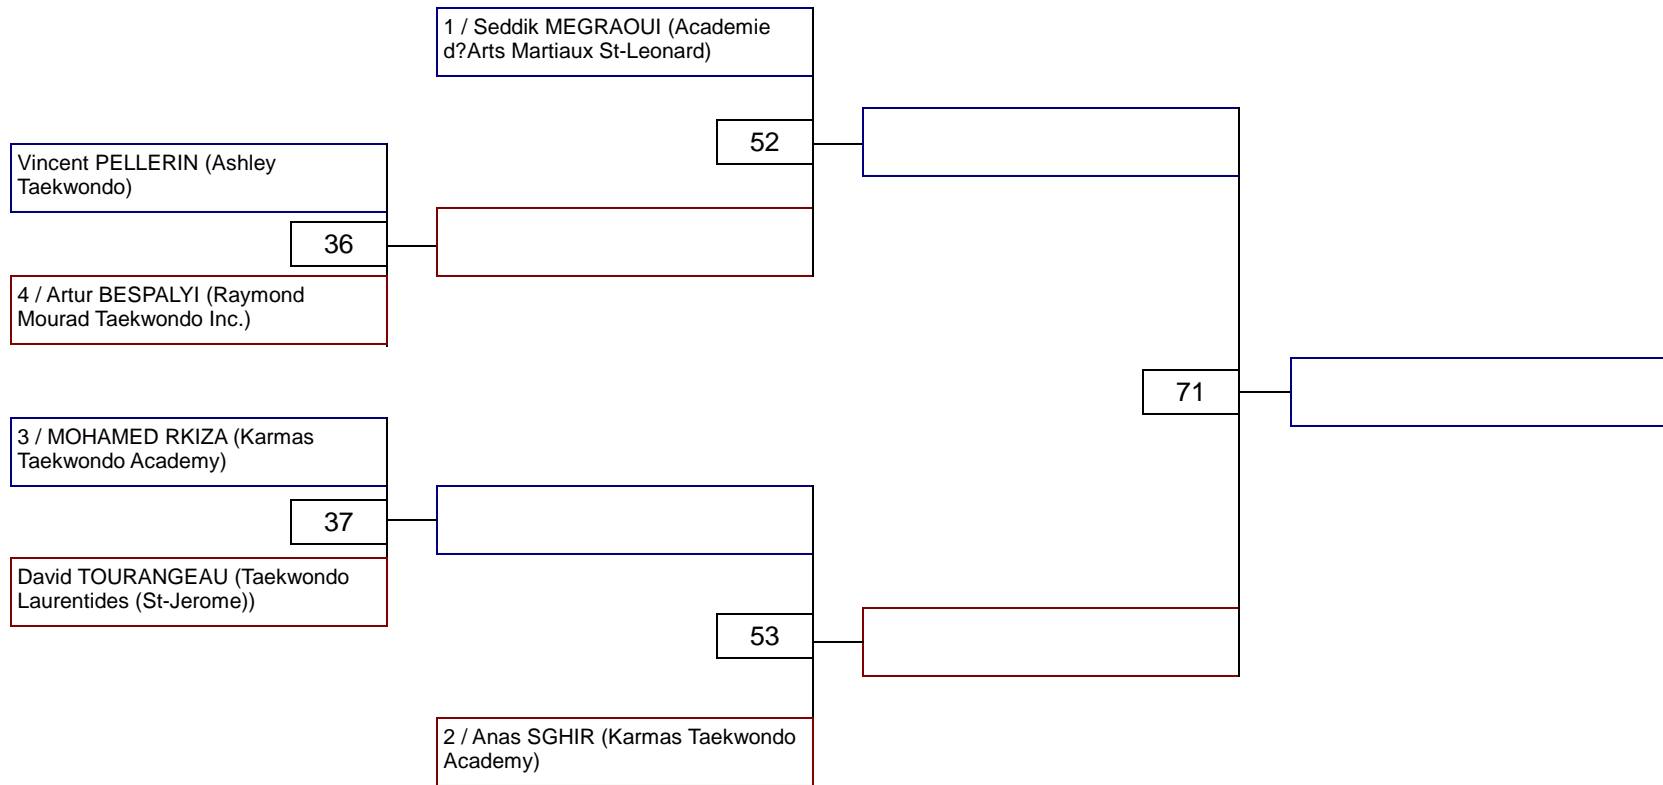 1 / Seddik MEGRAOUI (Academie
d?Arts Martiaux St-Leonard)
52
Vincent PELLERIN (Ashley
Taekwondo)
36
4 / Artur BESPALYI (Raymond
Mourad Taekwondo Inc.)
71
3 / MOHAMED RKIZA (Karmas
Taekwondo Academy)
37
David TOURANGEAU (Taekwondo
Laurentides (St-Jerome))
53
2 / Anas SGHIR (Karmas Taekwondo
Academy)